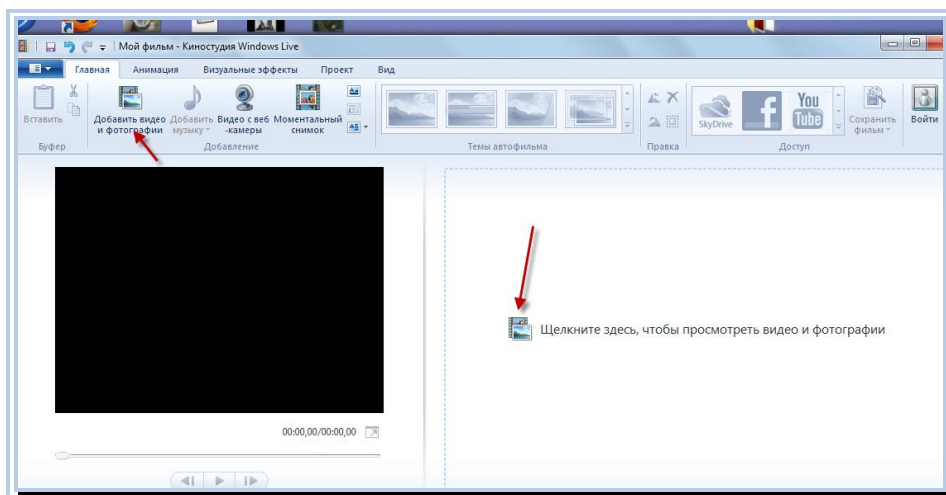 Мой фильм - Киностудия Windows Live
Главная Анимация Визуальные эффекты Проект Вид
Вставить
Добавить видео и фотографии
Добавить музыку
Видео с веб-камеры
Моментальный снимок
SkyDrive
You Tube
Сохранить фильм
Войти
Буфер Добавление Темы автофильма Правка Доступ
Щелкните здесь, чтобы просмотреть видео и фотографии
00:00,00/00:00,00